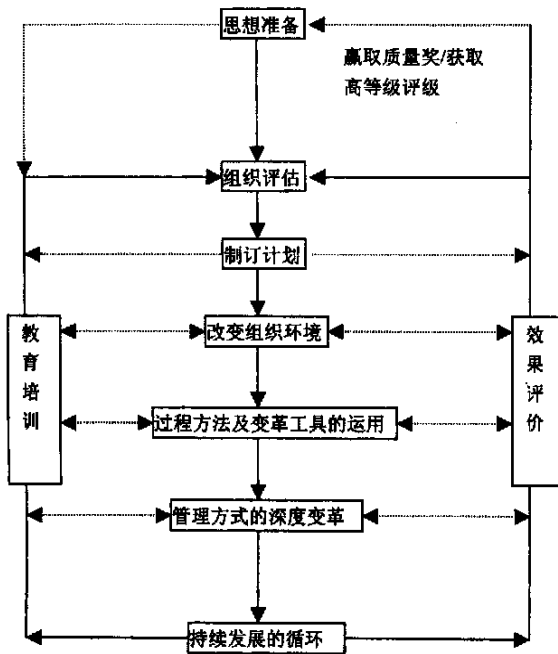 思想准备
赢取质量奖/获取
高等级评级
组织评估
制订计划
改变组织环境
教育培训
效果评价
过程方法及变革工具的运用
管理方式的深度变革
持续发展的循环